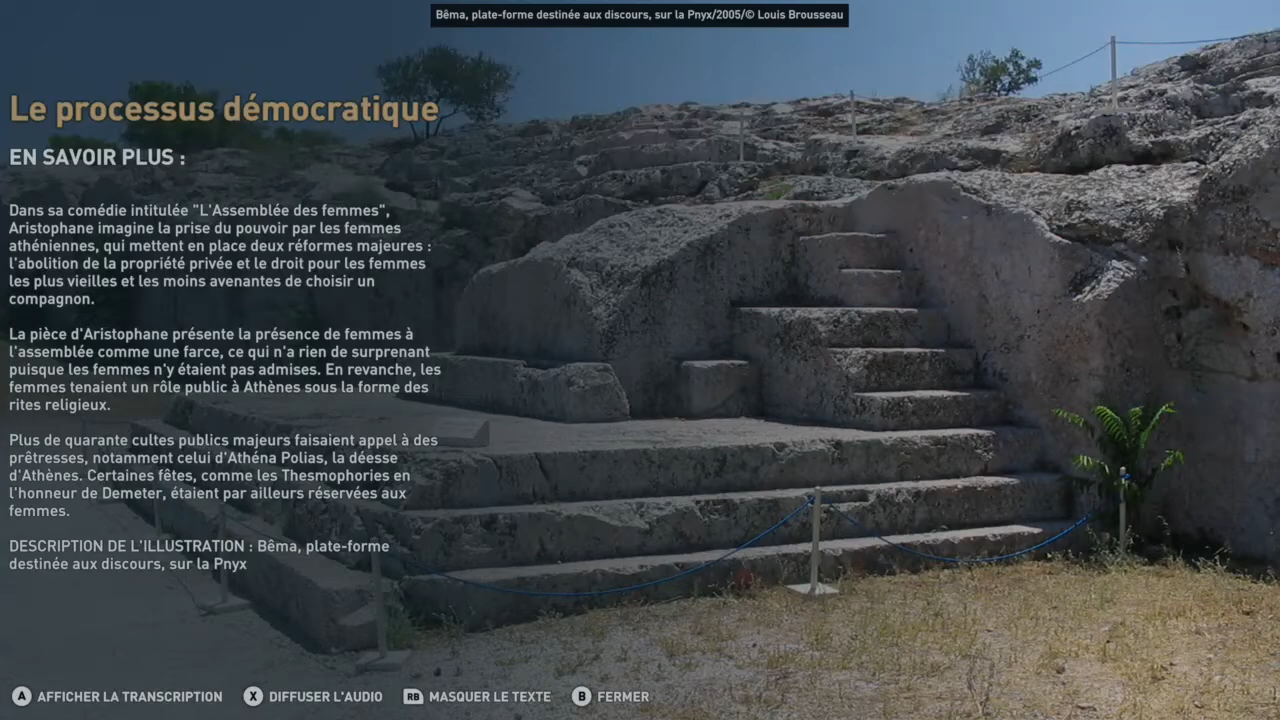 Bêma, plate-forme destinée aux discours, sur la Pnyx/2005/© Louis Brousseau
Le processus démocratique
EN SAVOIR PLUS :
Dans sa comédie intitulée "L'Assemblée des femmes",
Aristophane imagine la prise du pouvoir par les femmes
athéniennes, qui mettent en place deux réformes majeures :
l'abolition de la propriété privée et le droit pour les femmes
les plus vieilles et les moins avenantes de choisir un
compagnon.
La pièce d'Aristophane présente la présence de femmes à
l'assemblée comme une farce, ce qui n'a rien de surprenant
puisque les femmes n'y étaient pas admises. En revanche, les
femmes tenaient un rôle public à Athènes sous la forme des
rites religieux.
Plus de quarante cultes publics majeurs faisaient appel à des
prêtresses, notamment celui d'Athéna Polias, la déesse
d'Athènes. Certaines fêtes, comme les Thesmophories en
l'honneur de Demeter, étaient par ailleurs réservées aux
femmes.
DESCRIPTION DE L'ILLUSTRATION : Bêma, plate-forme
destinée aux discours, sur la Pnyx
A AFFICHER LA TRANSCRIPTION X DIFFUSER L'AUDIO RB MASQUER LE TEXTE B FERMER